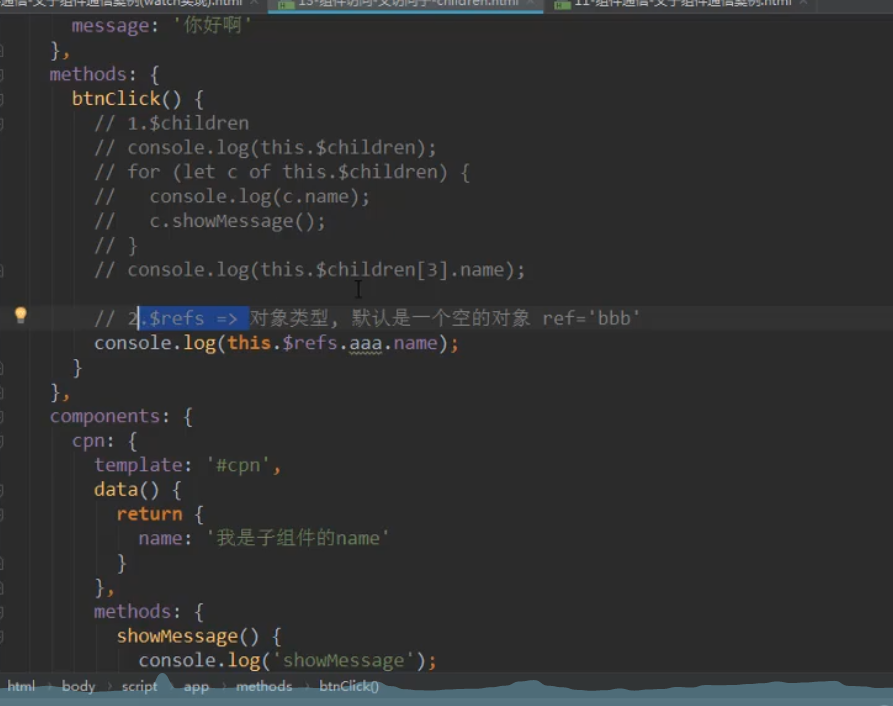 通信-父子组件通信案例(watch实现).html
13-组件访问-父访问子-children.html
11-组件通信-父子组件通信案例.html
message: '你好啊'
},
methods: {
btnClick() {
// 1.$children
// console.log(this.$children);
// for (let c of this.$children) {
//   console.log(c.name);
//   c.showMessage();
// }
// console.log(this.$children[3].name);
// 2.$refs => 对象类型, 默认是一个空的对象 ref='bbb'
console.log(this.$refs.aaa.name);
}
},
components: {
cpn: {
template: '#cpn',
data() {
return {
name: '我是子组件的name'
}
},
methods: {
showMessage() {
console.log('showMessage');
html › body › script › app › methods › btnClick()